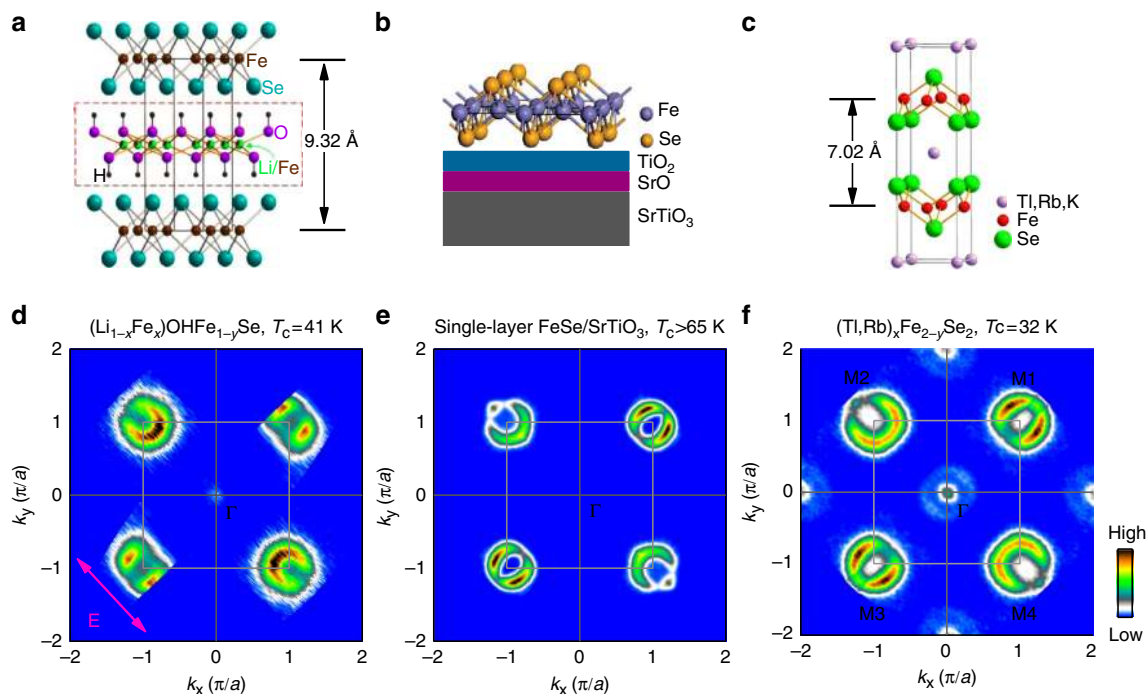 a
Fe
Se
O
9.32 Å
Li/Fe
H
b
Fe
Se
TiO2
SrO
SrTiO3
c
7.02 Å
Tl,Rb,K
Fe
Se
d
(Li1–xFex)OHFe1–ySe, Tc=41 K
2
1
0
–1
–2
ky (π/a)
Γ
E
–2 –1 0 1 2
kx (π/a)
e
Single-layer FeSe/SrTiO3, Tc>65 K
2
1
0
–1
–2
ky (π/a)
Γ
–2 –1 0 1 2
kx (π/a)
f
(Tl,Rb)xFe2–ySe2, Tc=32 K
2
1
0
–1
–2
ky (π/a)
M2 M1
Γ
M3 M4
–2 –1 0 1 2
kx (π/a)
High
Low